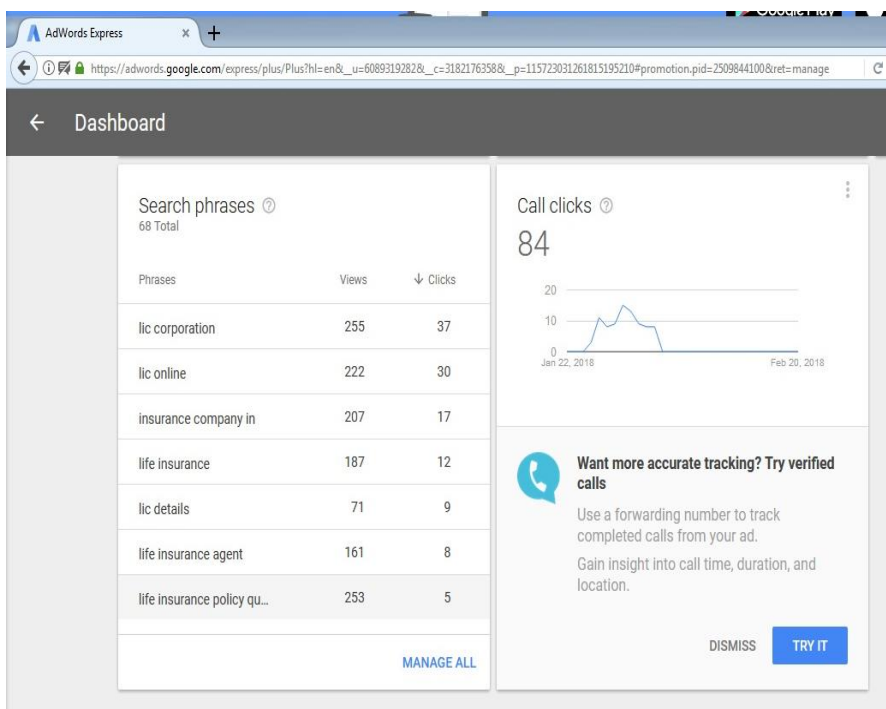 Google Play
AdWords Express
https://adwords.google.com/express/plus/Plus?hl=en&__u=6089319282&__c=3182176358&__p=115723031261815195210#promotion.pid=2509844100&ret=manage
Dashboard
Search phrases
68 Total
Phrases Views Clicks
lic corporation 255 37
lic online 222 30
insurance company in 207 17
life insurance 187 12
lic details 71 9
life insurance agent 161 8
life insurance policy qu... 253 5
MANAGE ALL
Call clicks
84
20
10
0
Jan 22, 2018 Feb 20, 2018
Want more accurate tracking? Try verified
calls
Use a forwarding number to track
completed calls from your ad.
Gain insight into call time, duration, and
location.
DISMISS TRY IT